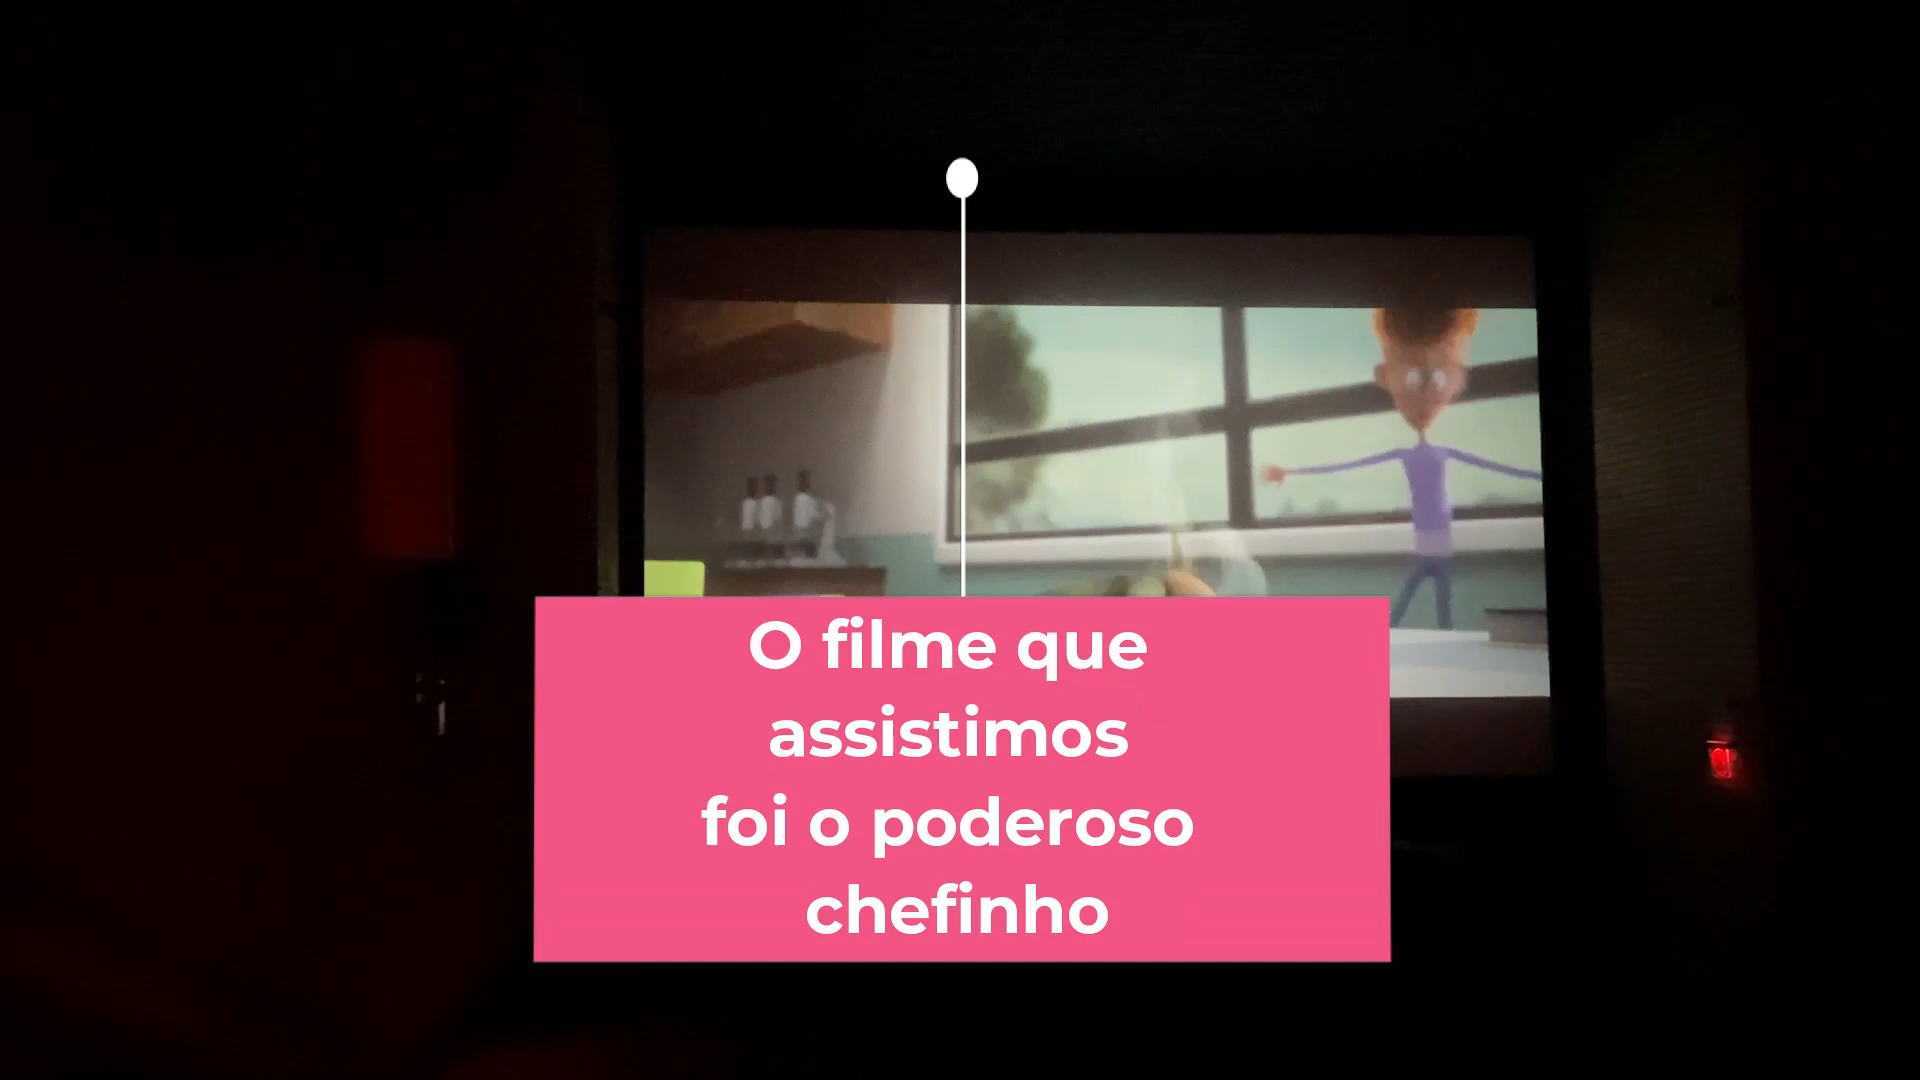 O filme que
assistimos
foi o poderoso
chefinho